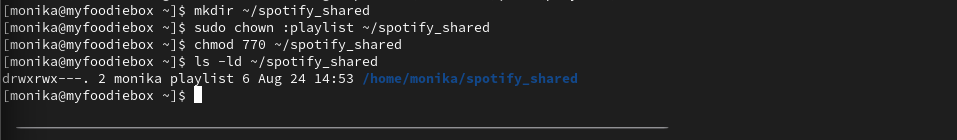 [monika@myfoodiebox ~]$ mkdir ~/spotify_shared
[monika@myfoodiebox ~]$ sudo chown :playlist ~/spotify_shared
[monika@myfoodiebox ~]$ chmod 770 ~/spotify_shared
[monika@myfoodiebox ~]$ ls -ld ~/spotify_shared
drwxrwx---. 2 monika playlist 6 Aug 24 14:53 /home/monika/spotify_shared
[monika@myfoodiebox ~]$